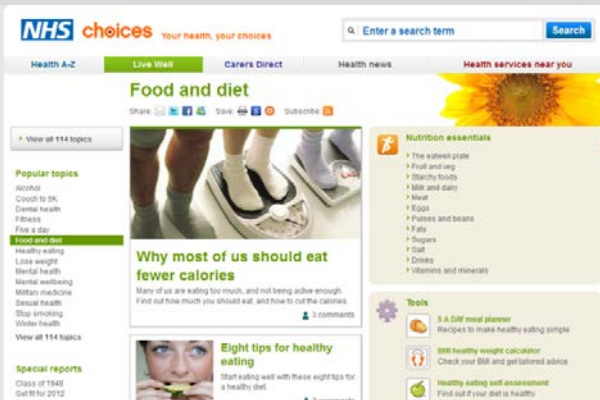 NHS choices Your health, your choices
Enter a search term Search
Health A-Z Live Well Carers Direct Health news Health services near you
Food and diet
Share: Save: Subscribe:
View all 114 topics
Popular topics
Alcohol
Couch to 5K
Dental health
Fitness
Five a day
Food and diet
Healthy eating
Lose weight
Mental health
Mental wellbeing
Military medicine
Sexual health
Stop smoking
Winter health
View all 114 topics
Special reports
Class of 1948
Get fit for 2012
Why most of us should eat
fewer calories
Many of us are eating too much, and not being active enough.
Find out how much you should eat, and how to cut the calories.
3 comments
Eight tips for healthy
eating
Start eating well with these eight tips for
a healthy diet.
Nutrition essentials
The eatwell plate
Fruit and veg
Starchy foods
Milk and dairy
Meat
Eggs
Pulses and beans
Fats
Sugars
Salt
Drinks
Vitamins and minerals
Tools
5 A DAY meal planner
Recipes to make healthy eating simple
BMI healthy weight calculator
Check your BMI and get tailored advice
Healthy eating self-assessment
Find out if your diet is healthy